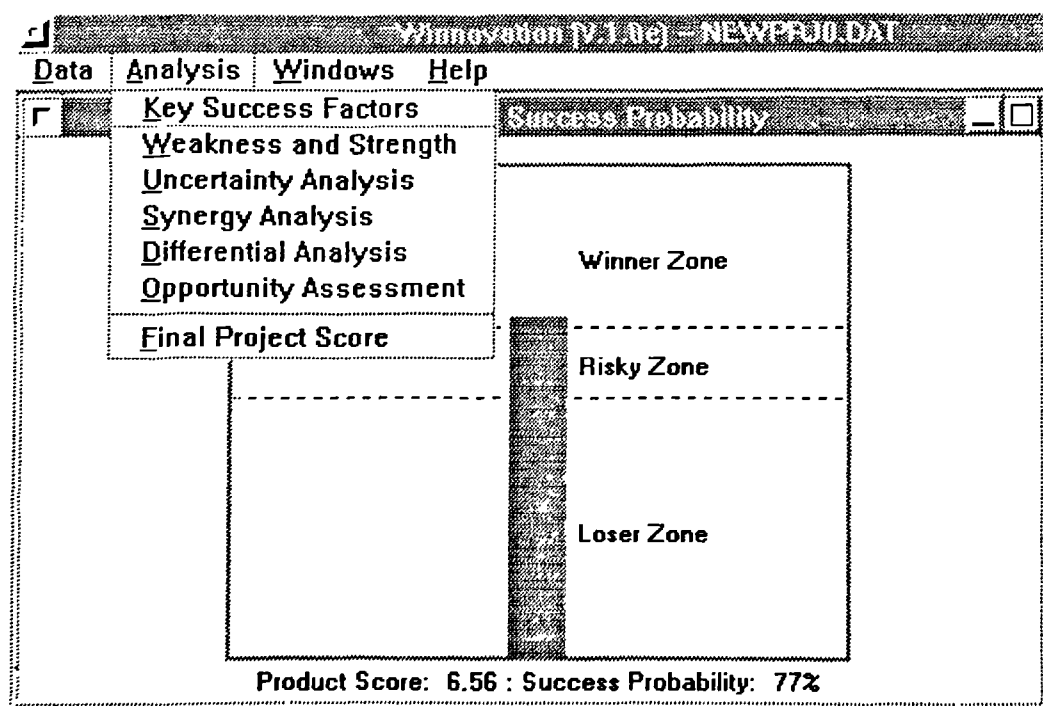 Winnovation (V-1.0e) - NEWPRJ0.DAT
Data Analysis Windows Help
Success Probability
Key Success Factors
Weakness and Strength
Uncertainty Analysis
Synergy Analysis
Differential Analysis
Opportunity Assessment
Final Project Score
Winner Zone
Risky Zone
Loser Zone
Product Score: 6.56 : Success Probability: 77%